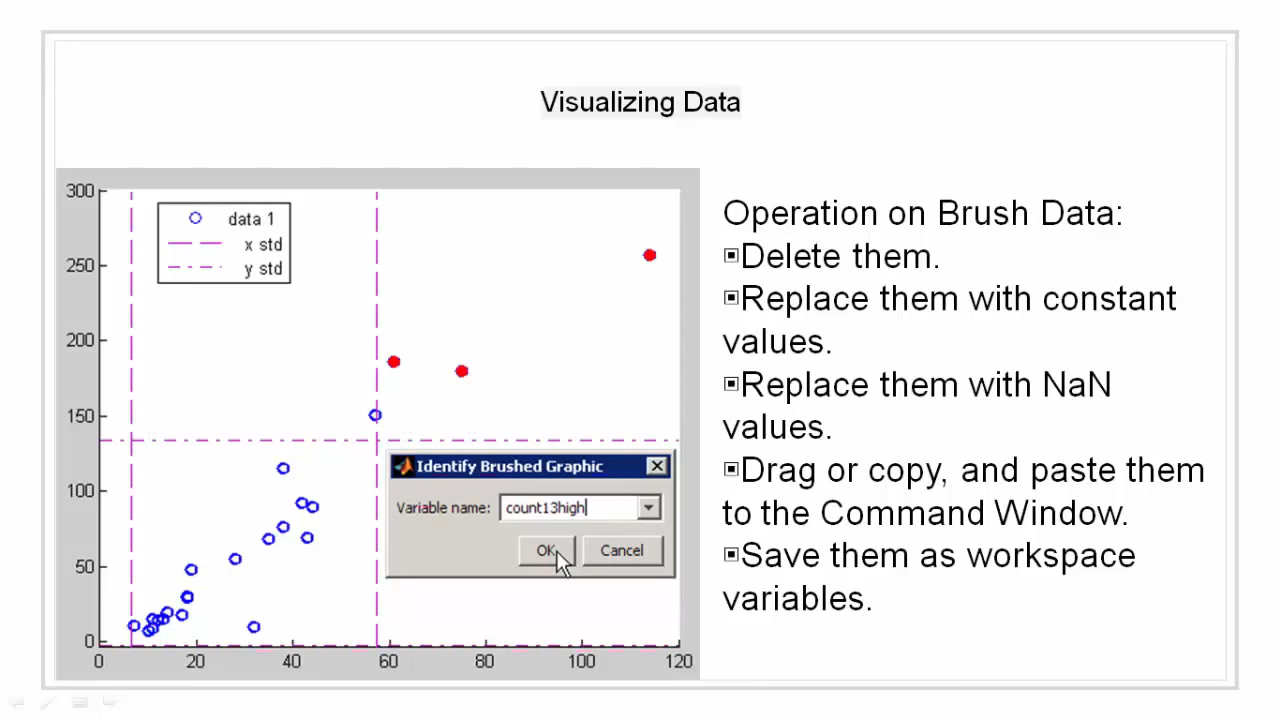 Visualizing Data
300
250
200
150
100
50
0
0 20 40 60 80 100 120
data 1
x std
y std
Identify Brushed Graphic
Variable name: count13high
OK Cancel
Operation on Brush Data:
▣Delete them.
▣Replace them with constant
values.
▣Replace them with NaN
values.
▣Drag or copy, and paste them
to the Command Window.
▣Save them as workspace
variables.